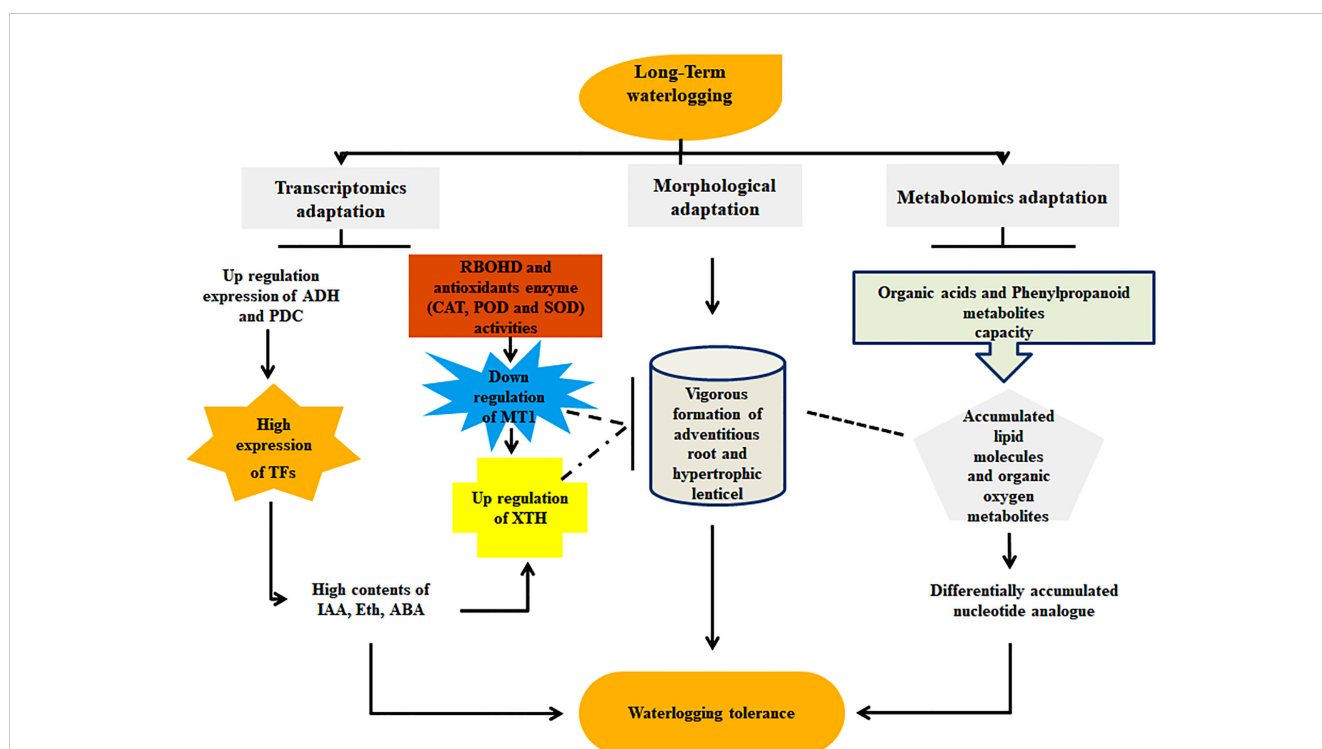 Long-Term
waterlogging
Transcriptomics
adaptation
Morphological
adaptation
Metabolomics adaptation
Up regulation
expression of ADH
and PDC
RBOHD and
antioxidants enzyme
(CAT, POD and SOD)
activities
Organic acids and Phenylpropanoid
metabolites
capacity
Down
regulation
of MT1
Vigorous
formation of
adventitious
root and
hypertrophic
lenticel
Accumulated
lipid
molecules
and organic
oxygen
metabolites
High
expression
of TFs
Up regulation
of XTH
High contents of
IAA, Eth, ABA
Differentially accumulated
nucleotide analogue
Waterlogging tolerance